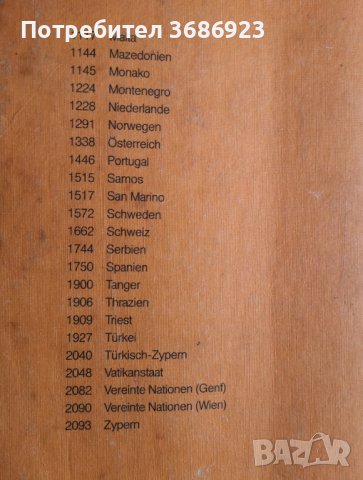 Потребител 3686923
Malta
1144 Mazedonien
1145 Monako
1224 Montenegro
1228 Niederlande
1291 Norwegen
1338 Österreich
1446 Portugal
1515 Samos
1517 San Marino
1572 Schweden
1662 Schweiz
1744 Serbien
1750 Spanien
1900 Tanger
1906 Thrazien
1909 Triest
1927 Türkei
2040 Türkisch-Zypern
2048 Vatikanstaat
2082 Vereinte Nationen (Genf)
2090 Vereinte Nationen (Wien)
2093 Zypern
BAZAR